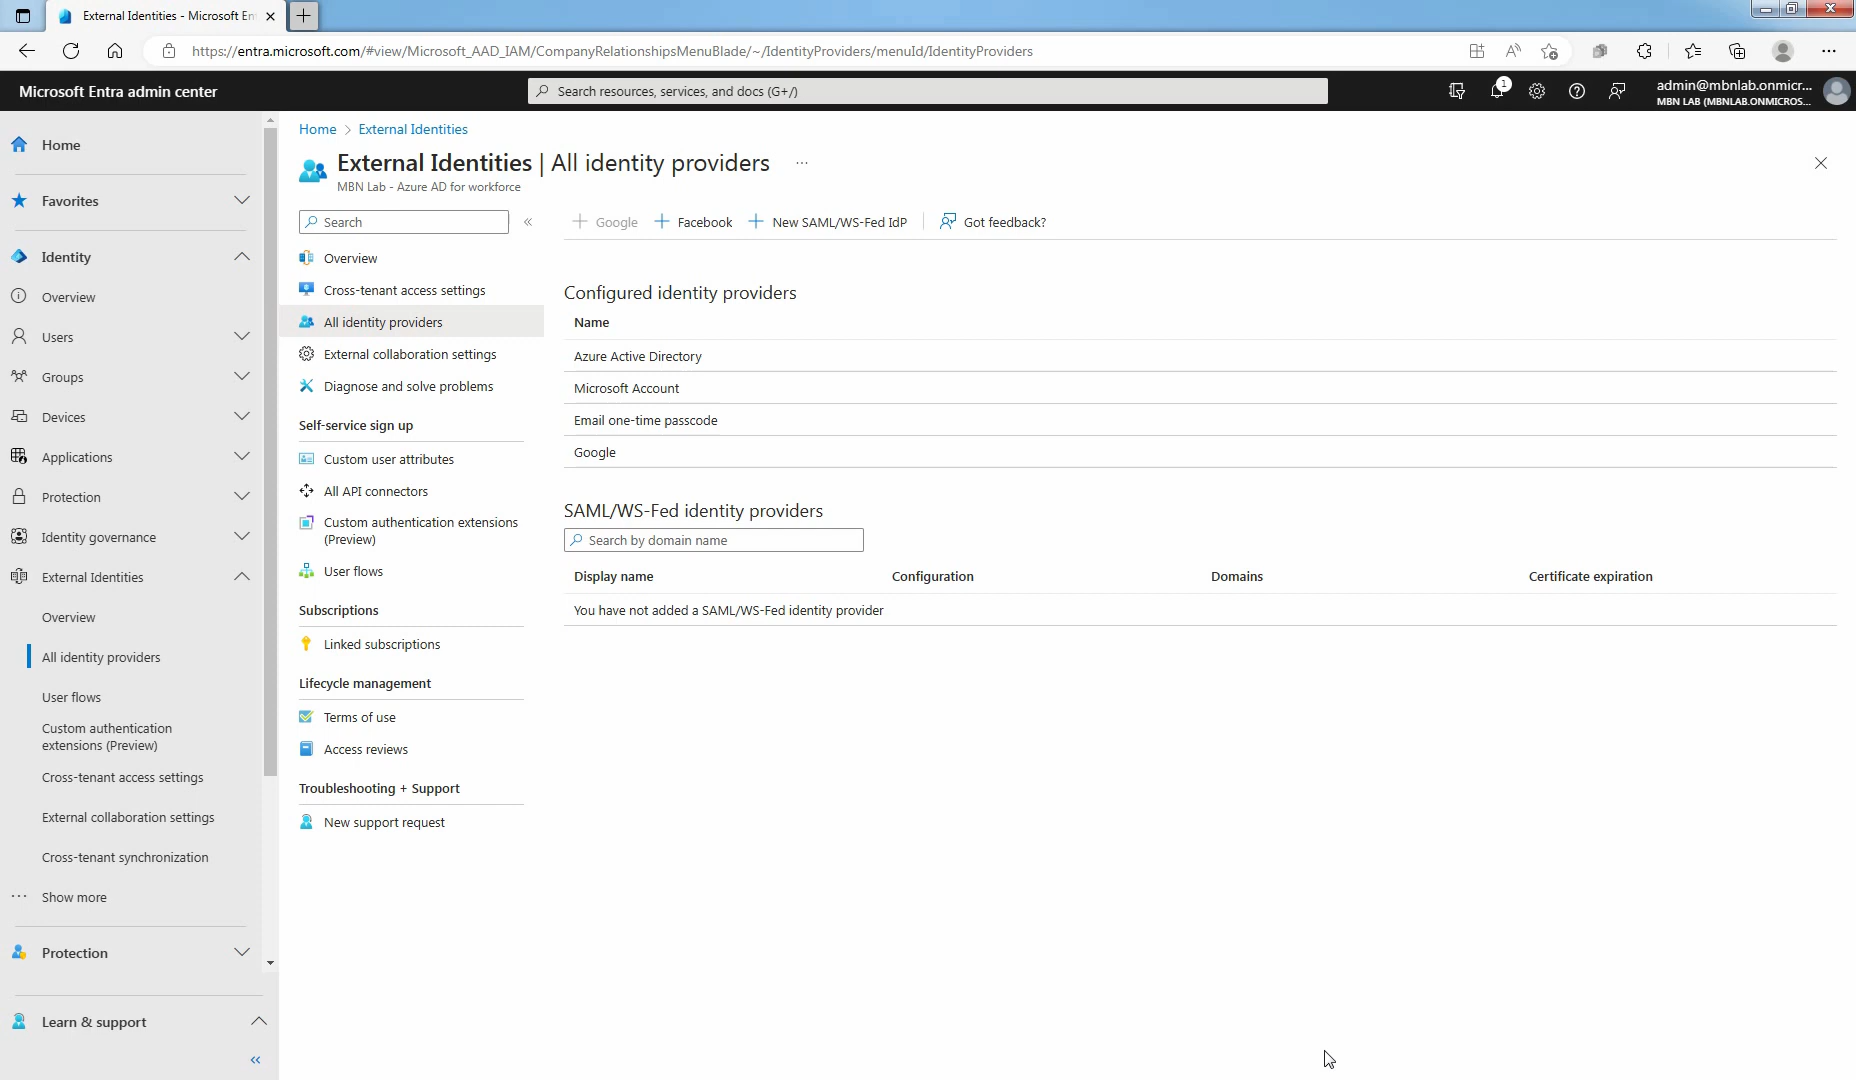 External Identities - Microsoft En
https://entra.microsoft.com/#view/Microsoft_AAD_IAM/CompanyRelationshipsMenuBlade/~/IdentityProviders/menuId/IdentityProviders
Microsoft Entra admin center
Search resources, services, and docs (G+/)
1
admin@mbnlab.onmicr...
MBN LAB (MBNLAB.ONMICROS...
Home
Favorites
Identity
Overview
Users
Groups
Devices
Applications
Protection
Identity governance
External Identities
Overview
All identity providers
User flows
Custom authentication
extensions (Preview)
Cross-tenant access settings
External collaboration settings
Cross-tenant synchronization
Show more
Protection
Learn & support
Home > External Identities
External Identities | All identity providers
MBN Lab - Azure AD for workforce
Search
Overview
Cross-tenant access settings
All identity providers
External collaboration settings
Diagnose and solve problems
Self-service sign up
Custom user attributes
All API connectors
Custom authentication extensions
(Preview)
User flows
Subscriptions
Linked subscriptions
Lifecycle management
Terms of use
Access reviews
Troubleshooting + Support
New support request
Google Facebook New SAML/WS-Fed IdP Got feedback?
Configured identity providers
Name
Azure Active Directory
Microsoft Account
Email one-time passcode
Google
SAML/WS-Fed identity providers
Search by domain name
Display name Configuration Domains Certificate expiration
You have not added a SAML/WS-Fed identity provider